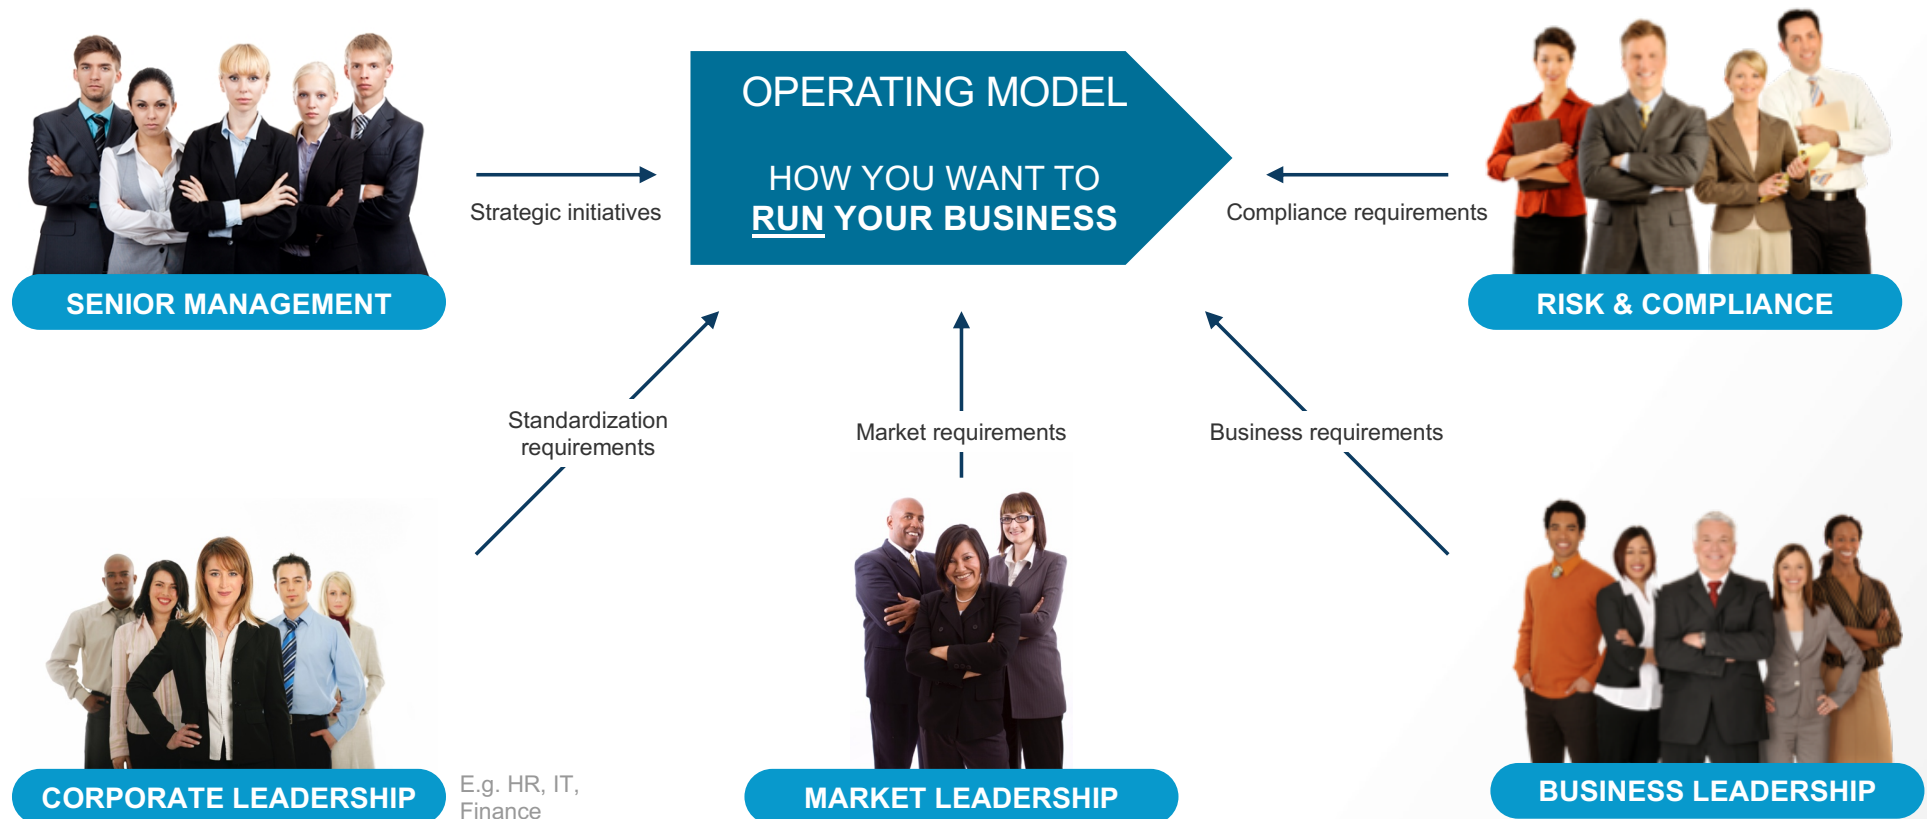 OPERATING MODEL
HOW YOU WANT TO
RUN YOUR BUSINESS
Strategic initiatives
Compliance requirements
SENIOR MANAGEMENT
RISK & COMPLIANCE
Standardization
requirements
Market requirements
Business requirements
CORPORATE LEADERSHIP
E.g. HR, IT,
Finance
MARKET LEADERSHIP
BUSINESS LEADERSHIP